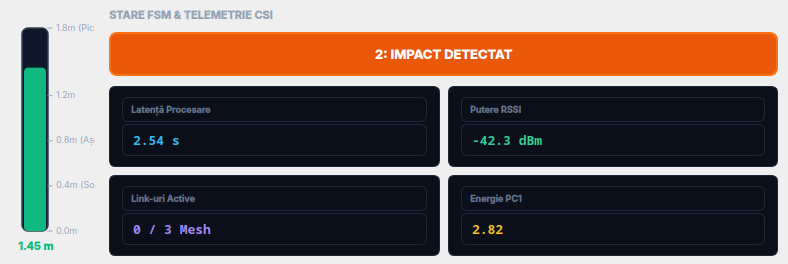 STARE FSM & TELEMETRIE CSI
1.8m (Pic
2: IMPACT DETECTAT
1.2m
0.8m (Aș
0.4m (So
0.0m
1.45 m
Latență Procesare
2.54 s
Putere RSSI
-42.3 dBm
Link-uri Active
0 / 3 Mesh
Energie PC1
2.82